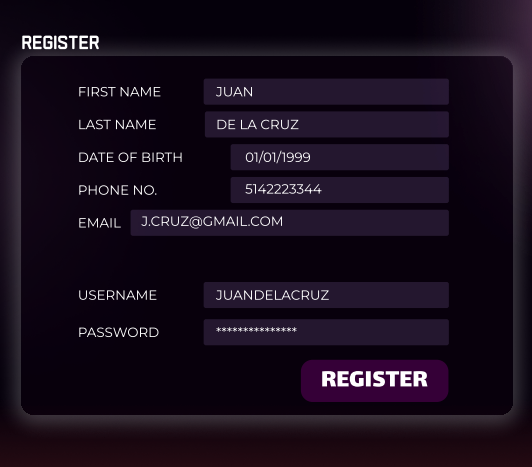 REGISTER
FIRST NAME JUAN
LAST NAME DE LA CRUZ
DATE OF BIRTH 01/01/1999
PHONE NO. 5142223344
EMAIL J.CRUZ@GMAIL.COM
USERNAME JUANDELACRUZ
PASSWORD ***************
REGISTER